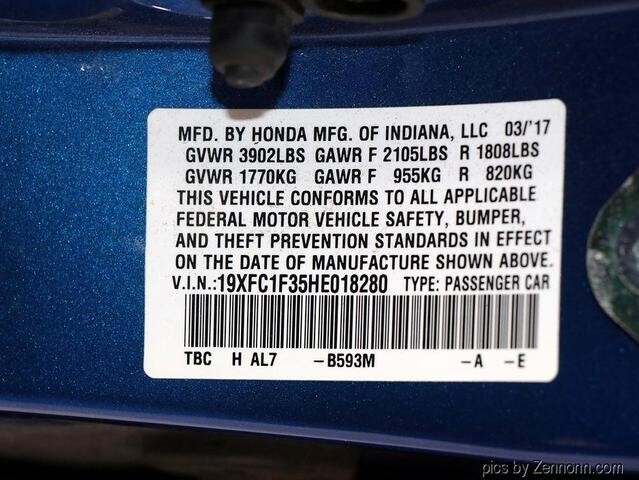 MFD. BY HONDA MFG. OF INDIANA, LLC 03/'17
GVWR 3902LBS GAWR F 2105LBS R 1808LBS
GVWR 1770KG GAWR F 955KG R 820KG
THIS VEHICLE CONFORMS TO ALL APPLICABLE
FEDERAL MOTOR VEHICLE SAFETY, BUMPER,
AND THEFT PREVENTION STANDARDS IN EFFECT
ON THE DATE OF MANUFACTURE SHOWN ABOVE.
V.I.N.:19XFC1F35HE018280 TYPE: PASSENGER CAR
TBC H AL7 -B593M -A -E
pics by Zennonn.com